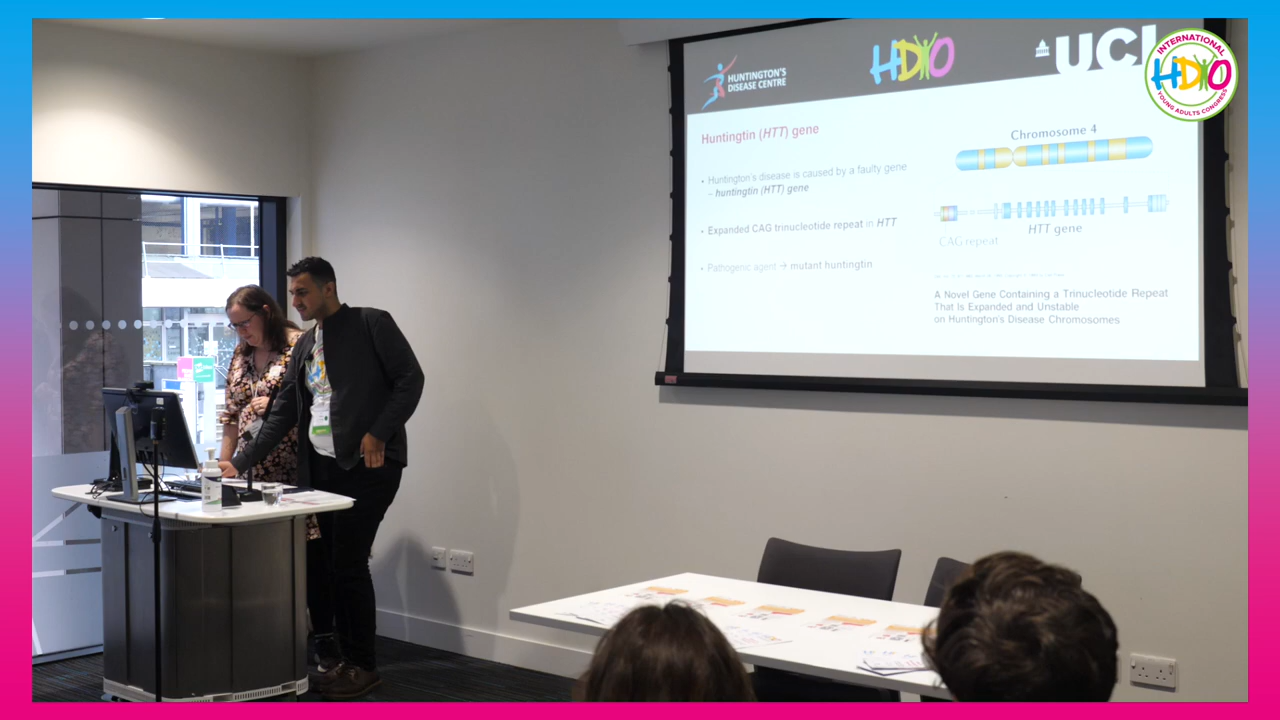 HUNTINGTON'S
DISEASE CENTRE
HDYO
UCL
INTERNATIONAL
HDYO
YOUNG ADULTS CONGRESS
Huntingtin (HTT) gene
• Huntington's disease is caused by a faulty gene
– huntingtin (HTT) gene
• Expanded CAG trinucleotide repeat in HTT
• Pathogenic agent → mutant huntingtin
Chromosome 4
HTT gene
CAG repeat
A Novel Gene Containing a Trinucleotide Repeat
That Is Expanded and Unstable
on Huntington's Disease Chromosomes